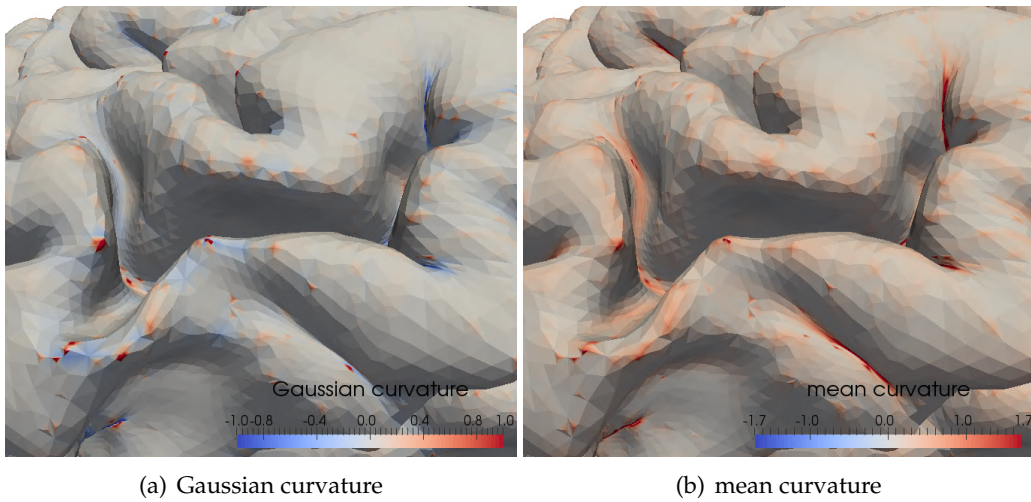 Gaussian curvature
-1.0-0.8 -0.4 0.0 0.4 0.8 1.0
mean curvature
-1.7 -1.0 0.0 1.0 1.7
(a) Gaussian curvature
(b) mean curvature